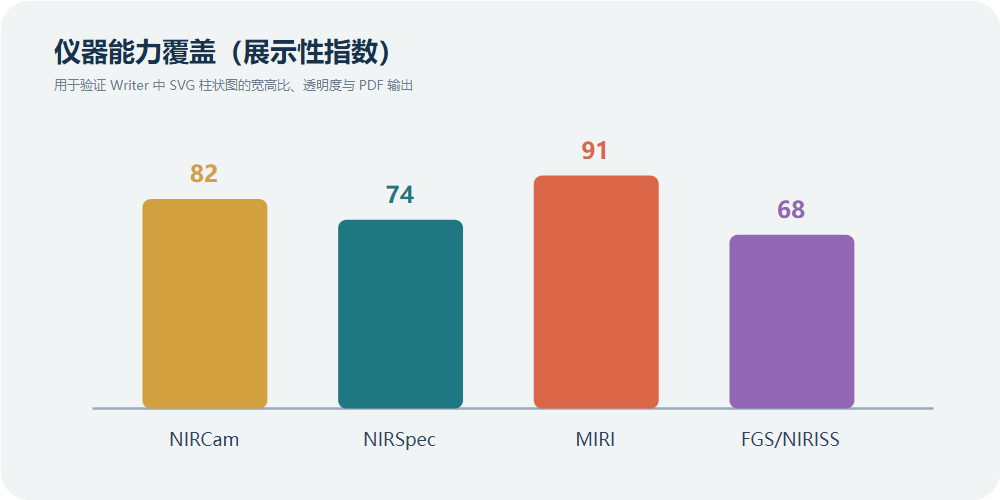 仪器能力覆盖（展示性指数）
用于验证 Writer 中 SVG 柱状图的宽高比、透明度与 PDF 输出
82
74
91
68
NIRCam
NIRSpec
MIRI
FGS/NIRISS